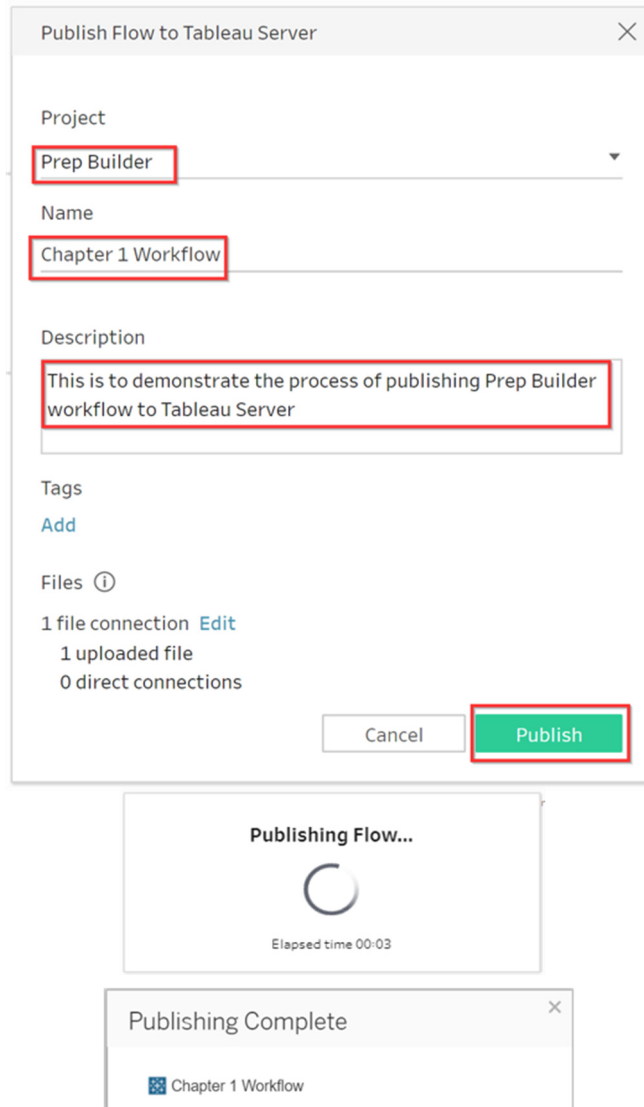 Publish Flow to Tableau Server
Project
Prep Builder
Name
Chapter 1 Workflow
Description
This is to demonstrate the process of publishing Prep Builder
workflow to Tableau Server
Tags
Add
Files
1 file connection Edit
1 uploaded file
0 direct connections
Cancel Publish
Publishing Flow...
Elapsed time 00:03
Publishing Complete
Chapter 1 Workflow